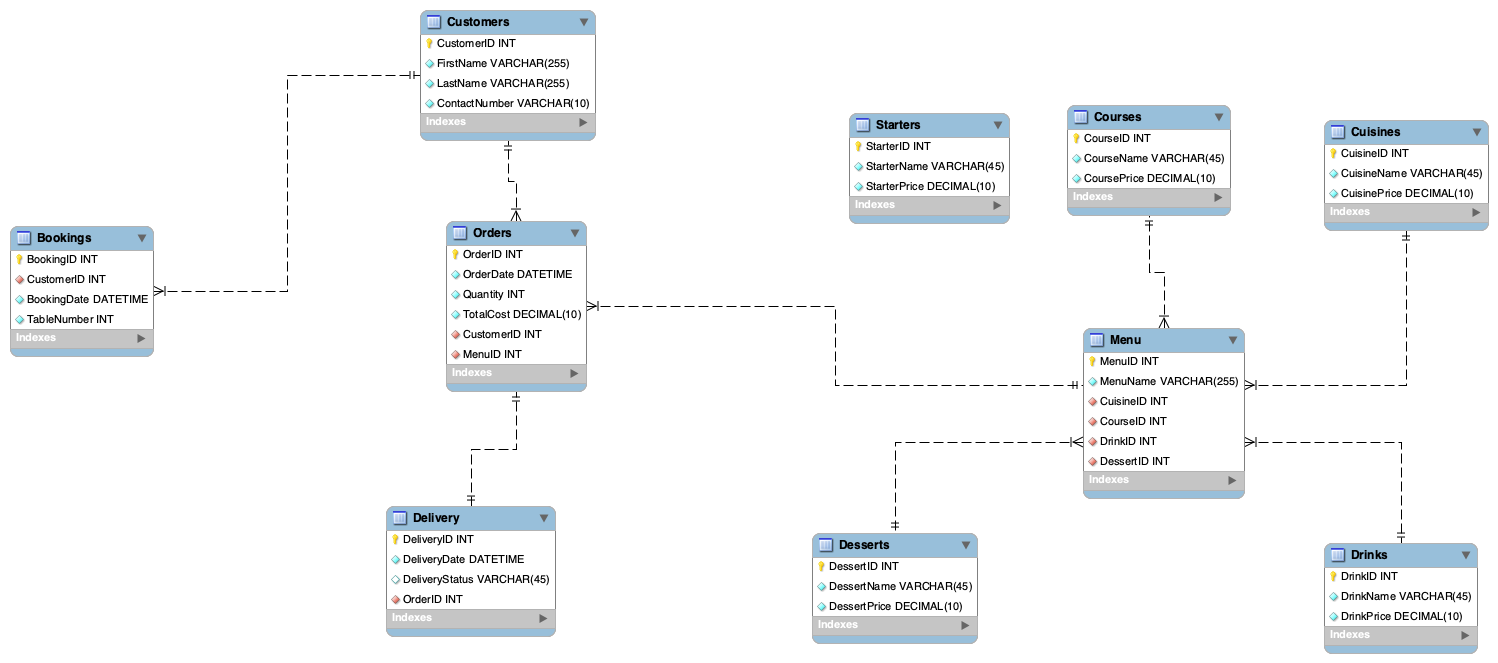 Customers
CustomerID INT
FirstName VARCHAR(255)
LastName VARCHAR(255)
ContactNumber VARCHAR(10)
Indexes
Starters
StarterID INT
StarterName VARCHAR(45)
StarterPrice DECIMAL(10)
Indexes
Courses
CourseID INT
CourseName VARCHAR(45)
CoursePrice DECIMAL(10)
Indexes
Cuisines
CuisineID INT
CuisineName VARCHAR(45)
CuisinePrice DECIMAL(10)
Indexes
Bookings
BookingID INT
CustomerID INT
BookingDate DATETIME
TableNumber INT
Indexes
Orders
OrderID INT
OrderDate DATETIME
Quantity INT
TotalCost DECIMAL(10)
CustomerID INT
MenuID INT
Indexes
Menu
MenuID INT
MenuName VARCHAR(255)
CuisineID INT
CourseID INT
DrinkID INT
DessertID INT
Indexes
Delivery
DeliveryID INT
DeliveryDate DATETIME
DeliveryStatus VARCHAR(45)
OrderID INT
Indexes
Desserts
DessertID INT
DessertName VARCHAR(45)
DessertPrice DECIMAL(10)
Indexes
Drinks
DrinkID INT
DrinkName VARCHAR(45)
DrinkPrice DECIMAL(10)
Indexes